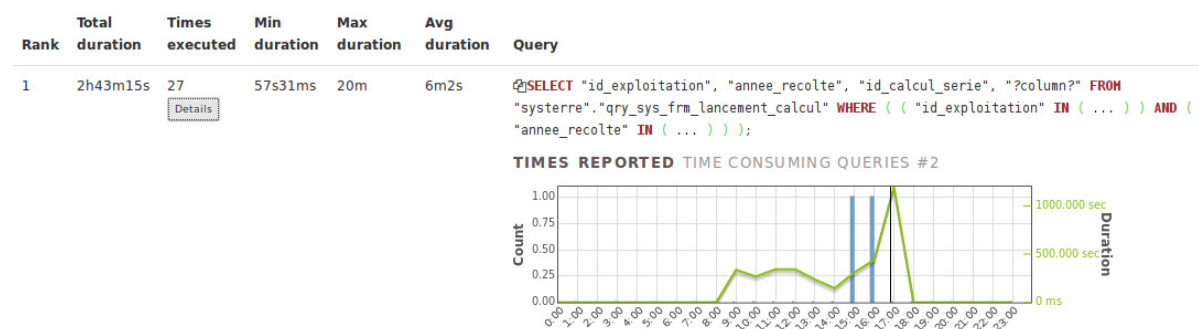 Rank Total duration Times executed Min duration Max duration Avg duration Query
1 2h43m15s 27 57s31ms 20m 6m2s SELECT "id_exploitation", "annee_recolte", "id_calcul_serie", "?column?" FROM
"systerre"."qry_sys_frm_lancement_calcul" WHERE ( ( "id_exploitation" IN ( ... ) ) AND (
Details
"annee_recolte" IN ( ... ) ) );
TIMES REPORTED TIME CONSUMING QUERIES #2
1.00
0.75
0.50
0.25
0.00
Count
1000.000 sec
500.000 sec
0 ms
Duration
0:00 1:00 2:00 3:00 4:00 5:00 6:00 7:00 8:00 9:00 10:00 11:00 12:00 13:00 14:00 15:00 16:00 17:00 18:00 19:00 20:00 21:00 22:00 23:00